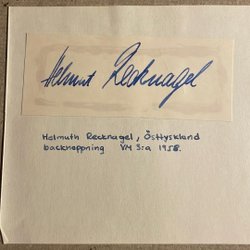 Helmut Recknagel
Helmuth Recknagel, Östtyskland
backhoppning VM 3:a 1958.